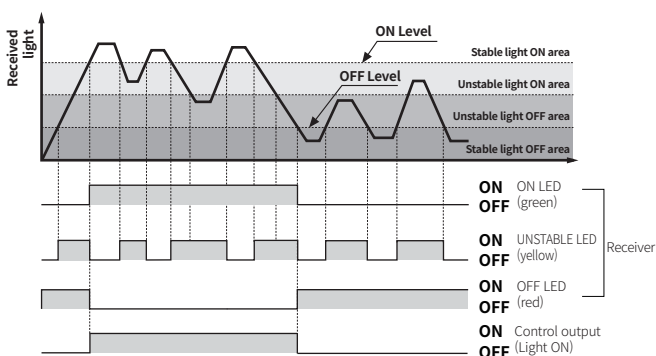 Received
light
ON Level
OFF Level
Stable light ON area
Unstable light ON area
Unstable light OFF area
Stable light OFF area
ON
OFF
ON LED
(green)
ON
OFF
UNSTABLE LED
(yellow)
ON
OFF
OFF LED
(red)
Receiver
ON
OFF
Control output
(Light ON)